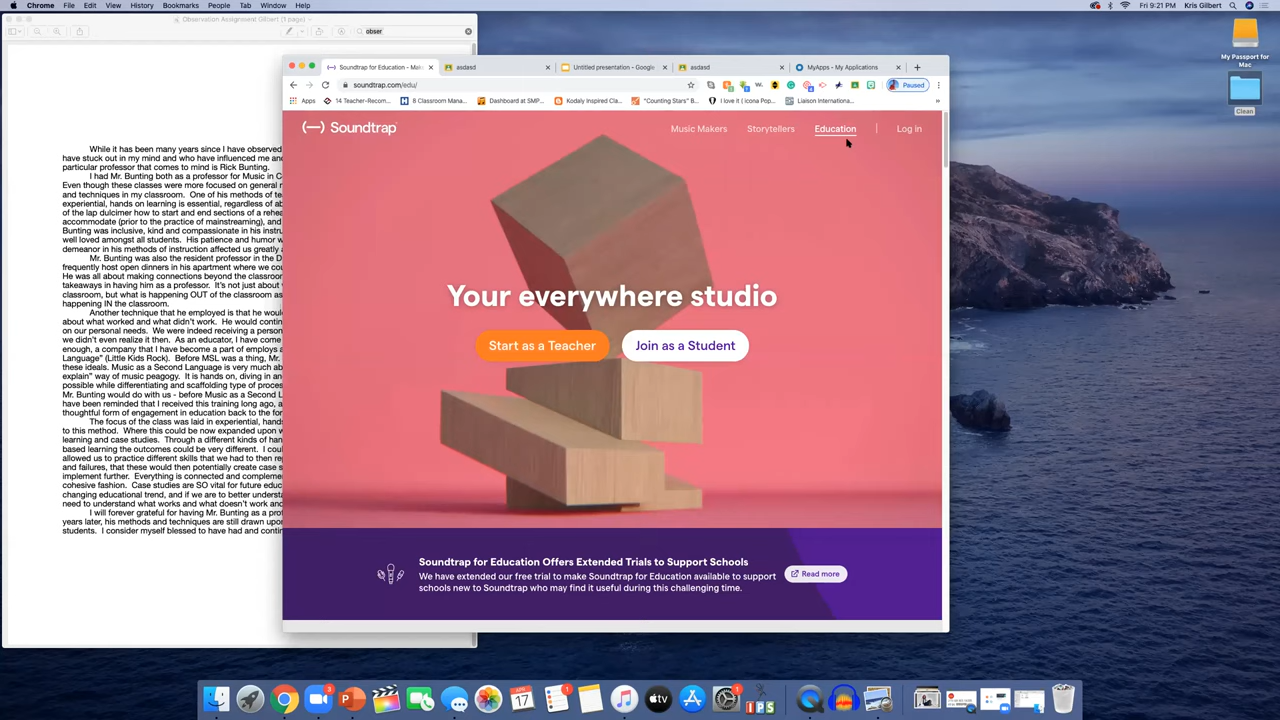 Chrome File Edit View History Bookmarks People Tab Window Help
Fri 9:21 PM Kris Gilbert
Observation Assignment Gilbert (1 page)
obser
While it has been many years since I have observed
have stuck out in my mind and who have influenced me and
particular professor that comes to mind is Rick Bunting.
I had Mr. Bunting both as a professor for Music in C
Even though these classes were more focused on general
and techniques in my classroom. One of his methods of te
experiential, hands on learning is essential, regardless of ab
of the lap dulcimer how to start and end sections of a rehea
accommodate (prior to the practice of mainstreaming), and
Bunting was inclusive, kind and compassionate in his instru
well loved amongst all students. His patience and humor w
demeanor in his methods of instruction affected us greatly a
Mr. Bunting was also the resident professor in the D
frequently host open dinners in his apartment where we cou
He was all about making connections beyond the classroom
takeaways in having him as a professor. It's not just about
classroom, but what is happening OUT of the classroom as
happening IN the classroom.
Another technique that he employed is that he woul
about what worked and what didn't work. He would contin
on our personal needs. We were indeed receiving a person
we didn't even realize it then. As an educator, I have come
enough, a company that I have become a part of employs a
Language" (Little Kids Rock). Before MSL was a thing, Mr.
these ideals. Music as a Second Language is very much ab
explain" way of music peagogy. It is hands on, diving in an
possible while differentiating and scaffolding type of proces
Mr. Bunting would do with us - before Music as a Second L
have been reminded that I received this training long ago, a
thoughtful form of engagement in education back to the for
The focus of the class was laid in experiential, hands
to this method. Where this could be now expanded upon w
learning and case studies. Through a different kinds of han
based learning the outcomes could be very different. I coul
allowed us to practice different skills that we had to then re
and failures, that these would then potentially create case s
implement further. Everything is connected and compleme
cohesive fashion. Case studies are SO vital for future educ
changing educational trend, and if we are to better understa
need to understand what works and what doesn't work and
I will forever grateful for having Mr. Bunting as a prof
years later, his methods and techniques are still drawn upon
students. I consider myself blessed to have had and contin
Soundtrap for Education - Mak
asdasd
Untitled presentation - Google
asdasd
MyApps - My Applications
soundtrap.com/edu/
Paused
Apps
14 Teacher-Recom...
8 Classroom Mana...
Dashboard at SMP...
Kodaly Inspired Cla...
"Counting Stars" B...
I love it ( Icona Pop...
Liaison Internationa...
Soundtrap
Music Makers Storytellers Education Log in
Your everywhere studio
Start as a Teacher
Join as a Student
Soundtrap for Education Offers Extended Trials to Support Schools
We have extended our free trial to make Soundtrap for Education available to support
schools new to Soundtrap who may find it useful during this challenging time.
Read more
My Passport for
Mac
Clean
3
APR
17
1
1
tv
IPS